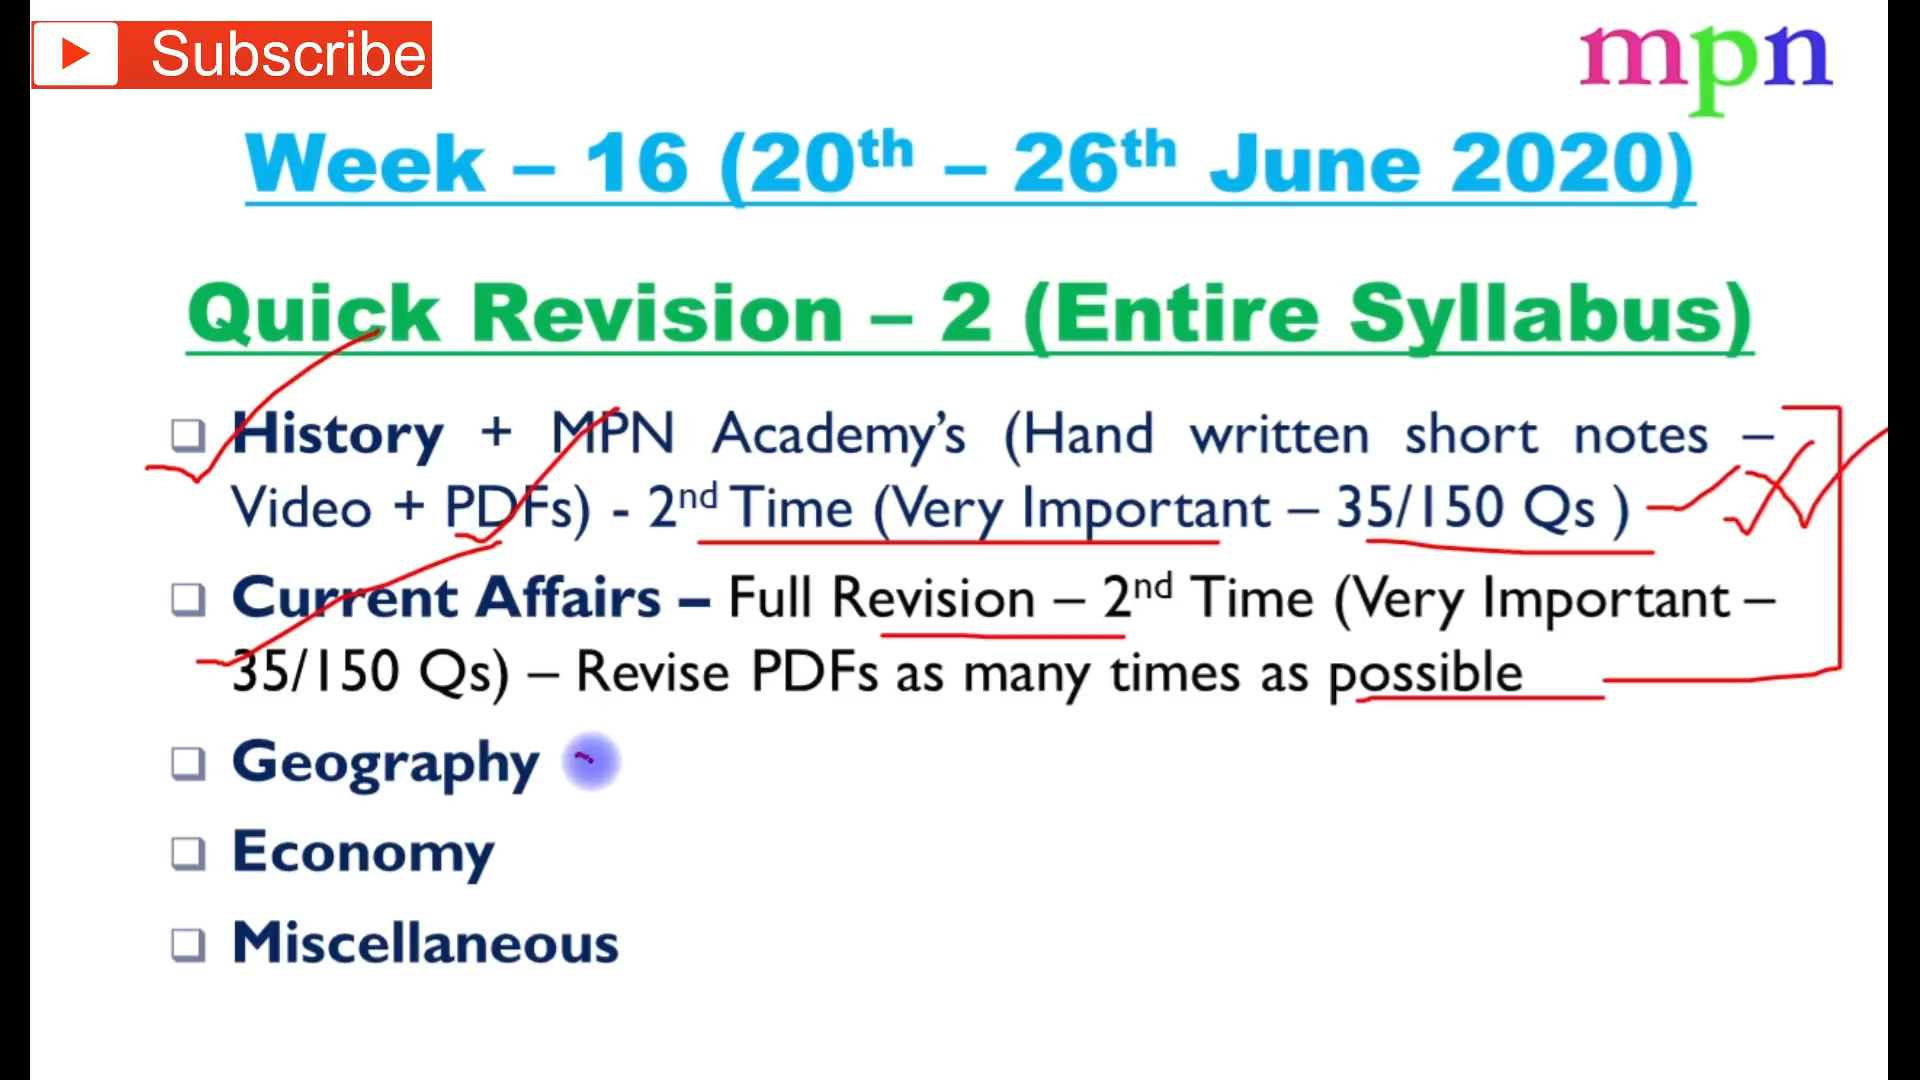 Subscribe
mpn
Week – 16 (20th – 26th June 2020)
Quick Revision – 2 (Entire Syllabus)
History + MPN Academy’s (Hand written short notes –
Video + PDFs) - 2nd Time (Very Important – 35/150 Qs )
Current Affairs – Full Revision – 2nd Time (Very Important –
35/150 Qs) – Revise PDFs as many times as possible
Geography
Economy
Miscellaneous